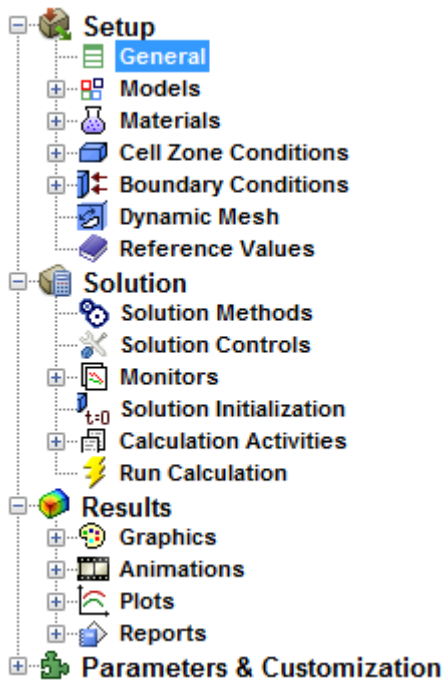 Setup
General
Models
Materials
Cell Zone Conditions
Boundary Conditions
Dynamic Mesh
Reference Values
Solution
Solution Methods
Solution Controls
Monitors
t=0 Solution Initialization
Calculation Activities
Run Calculation
Results
Graphics
Animations
Plots
Reports
Parameters & Customization